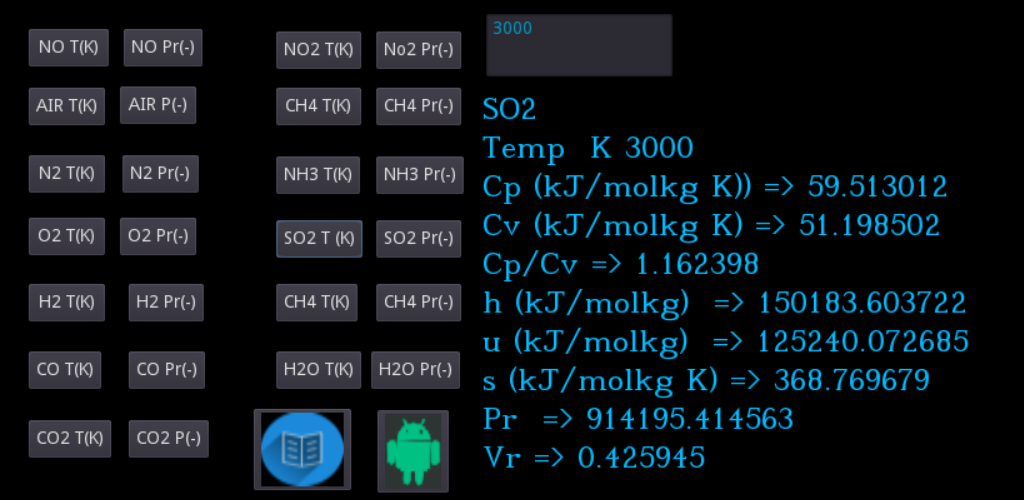 NO T(K) NO Pr(-) NO2 T(K) No2 Pr(-) 3000
AIR T(K) AIR P(-) CH4 T(K) CH4 Pr(-) SO2
Temp K 3000
N2 T(K) N2 Pr(-) NH3 T(K) NH3 Pr(-) Cp (kJ/molkg K)) => 59.513012
O2 T(K) O2 Pr(-) SO2 T (K) SO2 Pr(-) Cv (kJ/molkg K) => 51.198502
Cp/Cv => 1.162398
H2 T(K) H2 Pr(-) CH4 T(K) CH4 Pr(-) h (kJ/molkg) => 150183.603722
u (kJ/molkg) => 125240.072685
CO T(K) CO Pr(-) H2O T(K) H2O Pr(-) s (kJ/molkg K) => 368.769679
Pr => 914195.414563
CO2 T(K) CO2 P(-) Vr => 0.425945